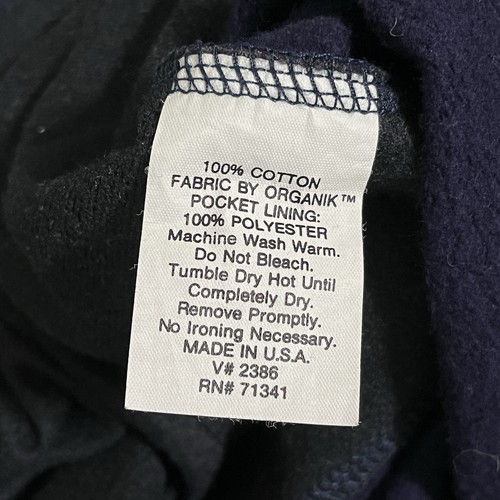 100% COTTON
FABRIC BY ORGANIK™
POCKET LINING:
100% POLYESTER
Machine Wash Warm.
Do Not Bleach.
Tumble Dry Hot Until
Completely Dry.
Remove Promptly.
No Ironing Necessary.
MADE IN U.S.A.
V# 2386
RN# 71341